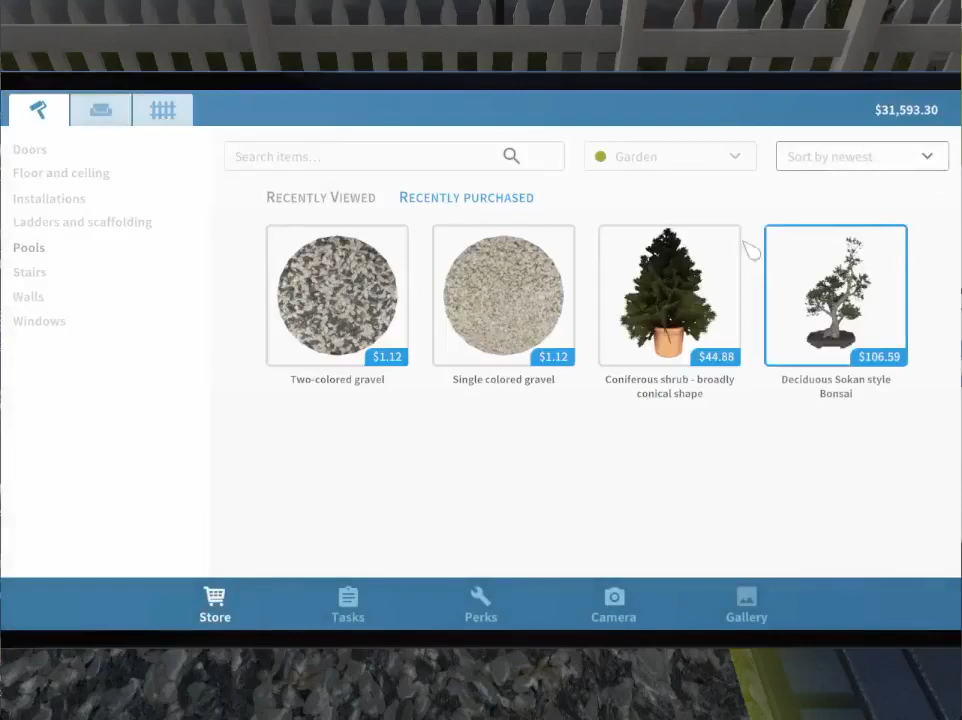 $31,593.30
Doors
Floor and ceiling
Installations
Ladders and scaffolding
Pools
Stairs
Walls
Windows
Search items...
Garden
Sort by newest
RECENTLY VIEWED
RECENTLY PURCHASED
$1.12
$1.12
$44.88
$106.59
Two-colored gravel
Single colored gravel
Coniferous shrub - broadly
conical shape
Deciduous Sokan style
Bonsai
Store
Tasks
Perks
Camera
Gallery